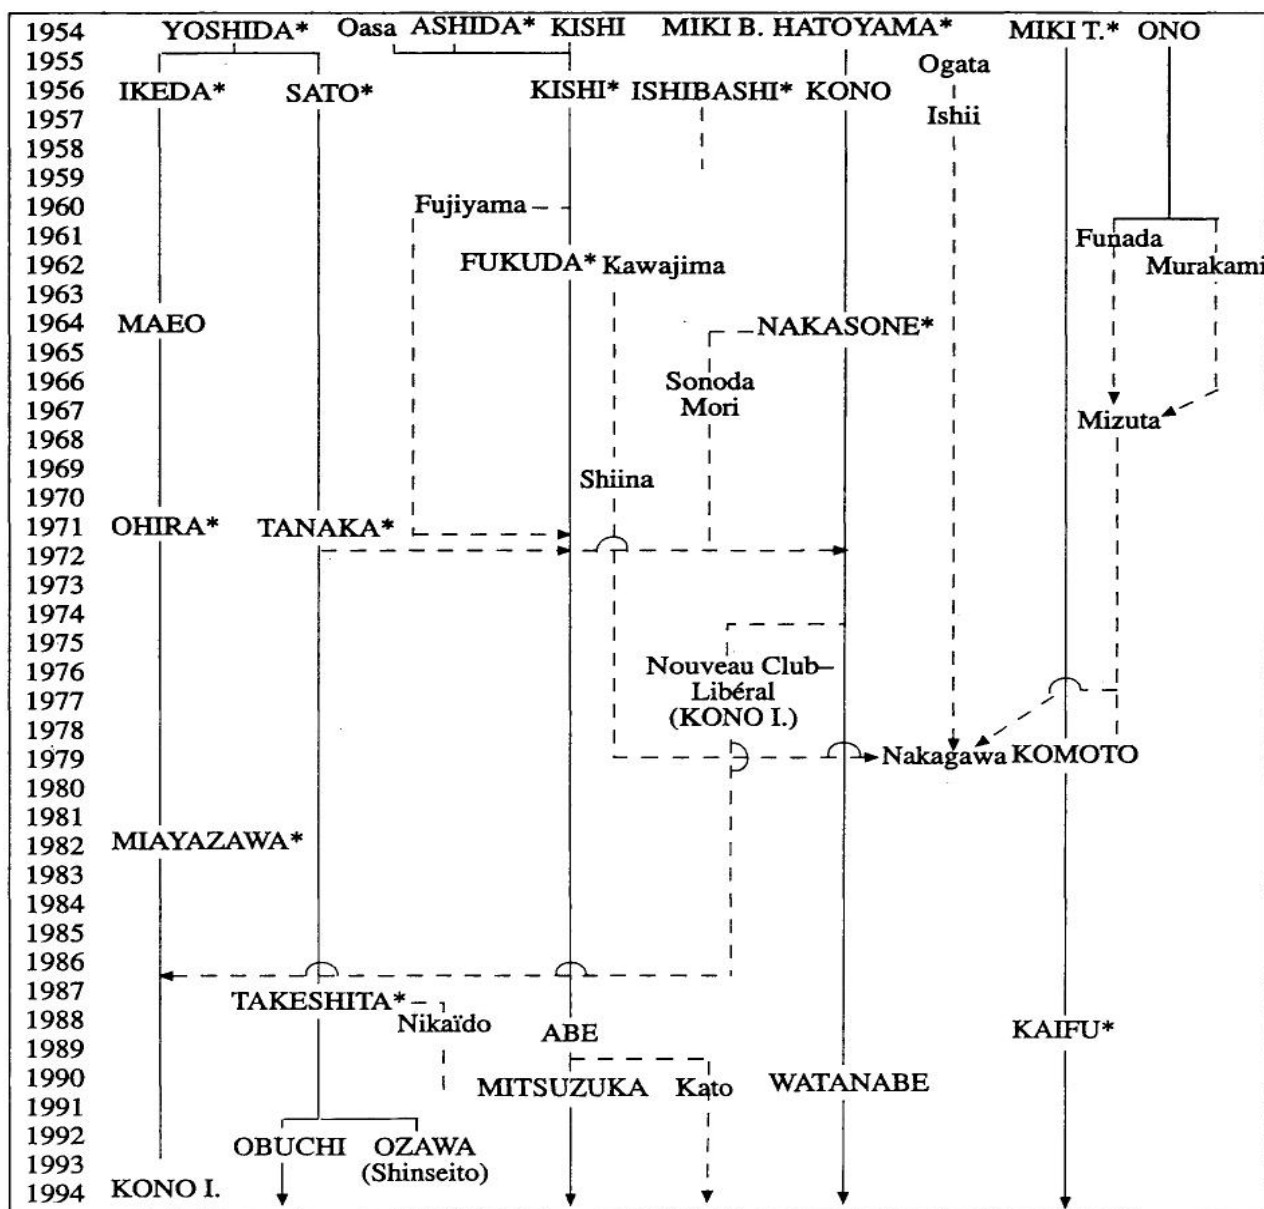 1954 YOSHIDA* Oasa ASHIDA* KISHI MIKI B. HATOYAMA* MIKI T.* ONO
1955 Ogata
1956 IKEDA* SATO* KISHI* ISHIBASHI* KONO
1957 Ishii
1958
1959
1960 Fujiyama
1961 Funada
1962 FUKUDA* Kawajima Murakami
1963
1964 MAEO NAKASONE*
1965
1966 Sonoda
1967 Mori Mizuta
1968
1969 Shiina
1970
1971 OHIRA* TANAKA*
1972
1973
1974
1975
1976 Nouveau Club
1977 Libéral
1978 (KONO I.)
1979 Nakagawa KOMOTO
1980
1981
1982 MIAYAZAWA*
1983
1984
1985
1986
1987 TAKESHITA*
1988 Nikaïdo ABE KAIFU*
1989
1990 MITSUZUKA Kato WATANABE
1991
1992 OBUCHI OZAWA
1993 (Shinseito)
1994 KONO I.